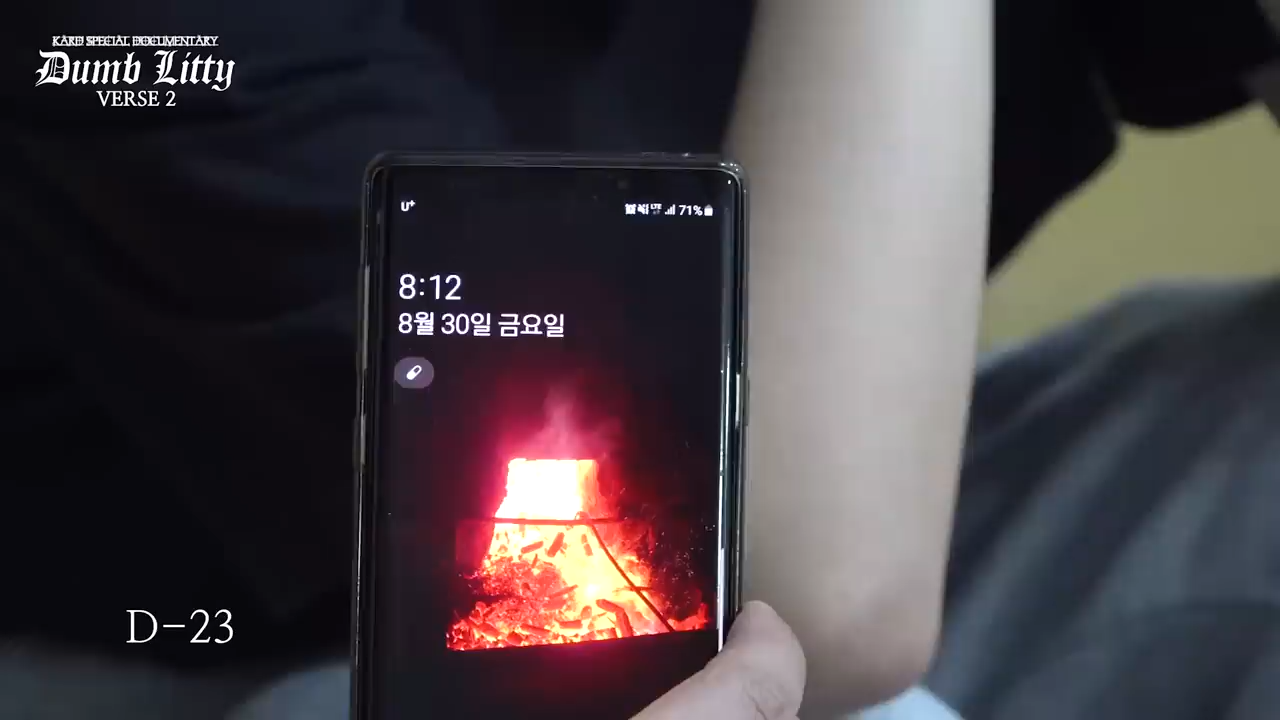 KARD SPECIAL DOCUMENTARY
Dumb Litty
VERSE 2
U+
LTE 71%
8:12
8월 30일 금요일
D-23